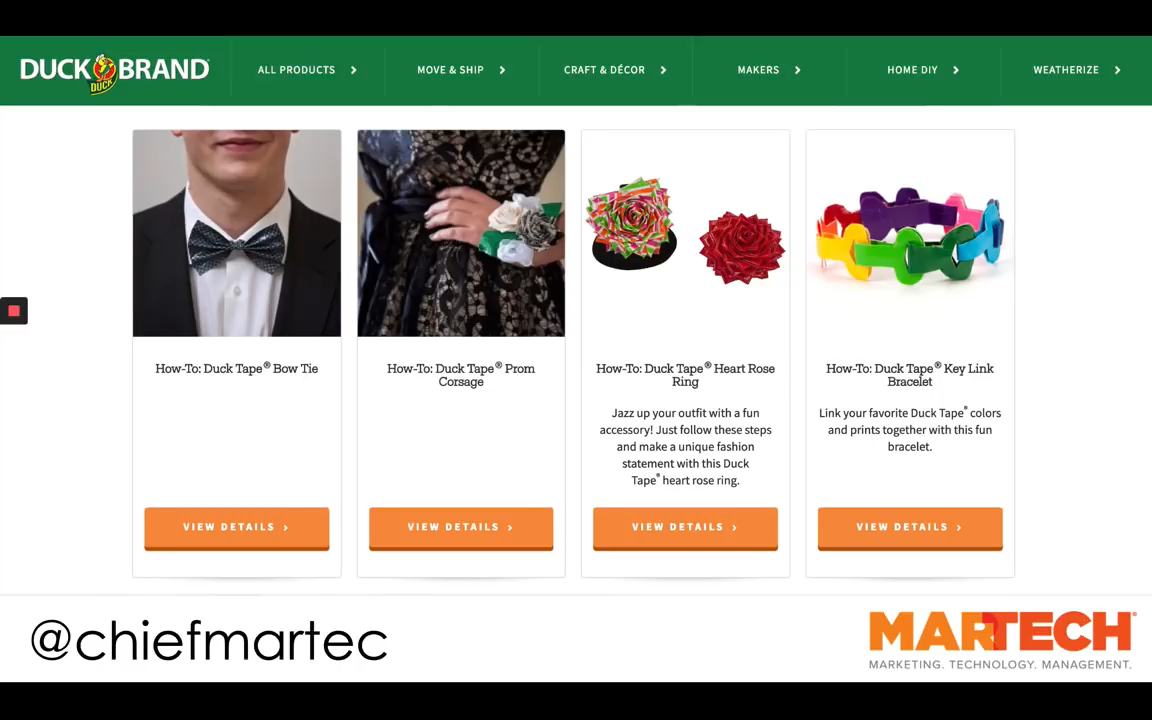 DUCK BRAND
DUCK
ALL PRODUCTS
MOVE & SHIP
CRAFT & DÉCOR
MAKERS
HOME DIY
WEATHERIZE
How-To: Duck Tape® Bow Tie
VIEW DETAILS
How-To: Duck Tape® Prom
Corsage
VIEW DETAILS
How-To: Duck Tape® Heart Rose
Ring
Jazz up your outfit with a fun
accessory! Just follow these steps
and make a unique fashion
statement with this Duck
Tape® heart rose ring.
VIEW DETAILS
How-To: Duck Tape® Key Link
Bracelet
Link your favorite Duck Tape® colors
and prints together with this fun
bracelet.
VIEW DETAILS
@chiefmartec
MARTECH®
MARKETING. TECHNOLOGY. MANAGEMENT.